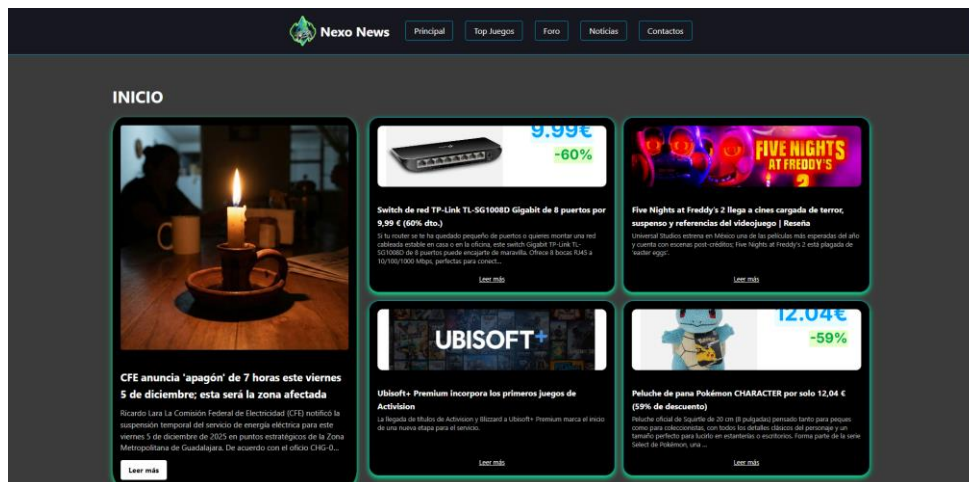 Nexo News
Principal
Top Juegos
Foro
Noticias
Contactos
INICIO
CFE anuncia 'apagón' de 7 horas este viernes
5 de diciembre; esta será la zona afectada
Ricardo Lara La Comisión Federal de Electricidad (CFE) notificó la
suspensión temporal del servicio de energía eléctrica para este
viernes 5 de diciembre de 2025 en puntos estratégicos de la Zona
Metropolitana de Guadalajara. De acuerdo con el oficio CHG-0...
Leer más
9.99€
-60%
Switch de red TP-Link TL-SG1008D Gigabit de 8 puertos por
9,99 € (60% dto.)
Si tu router se te ha quedado pequeño de puertos o quieres montar una red
cableada estable en casa o en la oficina, este switch Gigabit TP-Link TL-
SG1008D de 8 puertos puede encajarte de maravilla. Ofrece 8 bocas RJ45 a
10/100/1000 Mbps, perfectas para conect...
Leer más
FIVE NIGHTS
AT FREDDY'S
2
Five Nights at Freddy's 2 llega a cines cargada de terror,
suspenso y referencias del videojuego | Reseña
Universal Studios estrena en México una de las películas más esperadas del año
y cuenta con escenas post-créditos; Five Nights at Freddy's 2 está plagada de
'easter eggs'.
Leer más
UBISOFT+
Ubisoft+ Premium incorpora los primeros juegos de
Activision
La llegada de títulos de Activision y Blizzard a Ubisoft+ Premium marca el inicio
de una nueva etapa para el servicio.
Leer más
12.04€
-59%
Peluche de pana Pokémon CHARACTER por solo 12,04 €
(59% de descuento)
Peluche oficial de Squirtle de 20 cm (8 pulgadas) pensado tanto para peques
como para coleccionistas, con todos los detalles clásicos del personaje y un
tamaño perfecto para lucirlo en estanterías o escritorios. Forma parte de la serie
Select de Pokémon, una ...
Leer más